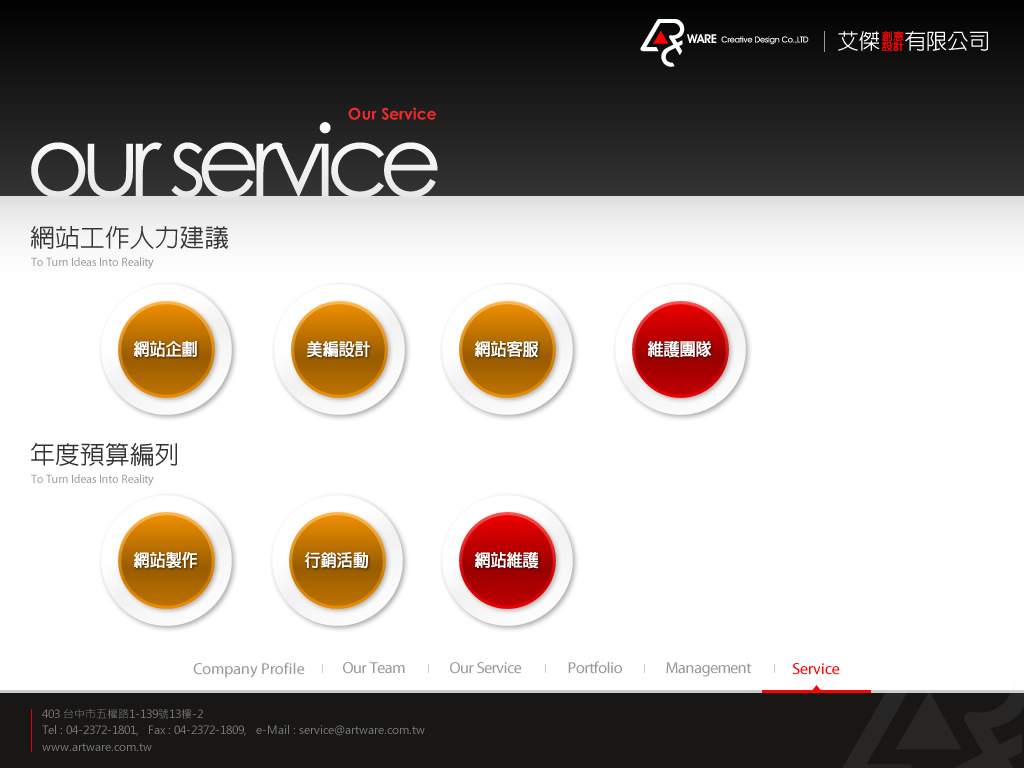 ARTWARE Creative Design Co.,LTD
艾傑創意設計有限公司
Our Service
our service
網站工作人力建議
To Turn Ideas Into Reality
網站企劃 美編設計 網站客服 維護團隊
年度預算編列
To Turn Ideas Into Reality
網站製作 行銷活動 網站維護
Company Profile Our Team Our Service Portfolio Management Service
403 台中市五權路1-139號13樓-2
Tel : 04-2372-1801, Fax : 04-2372-1809, e-Mail : service@artware.com.tw
www.artware.com.tw